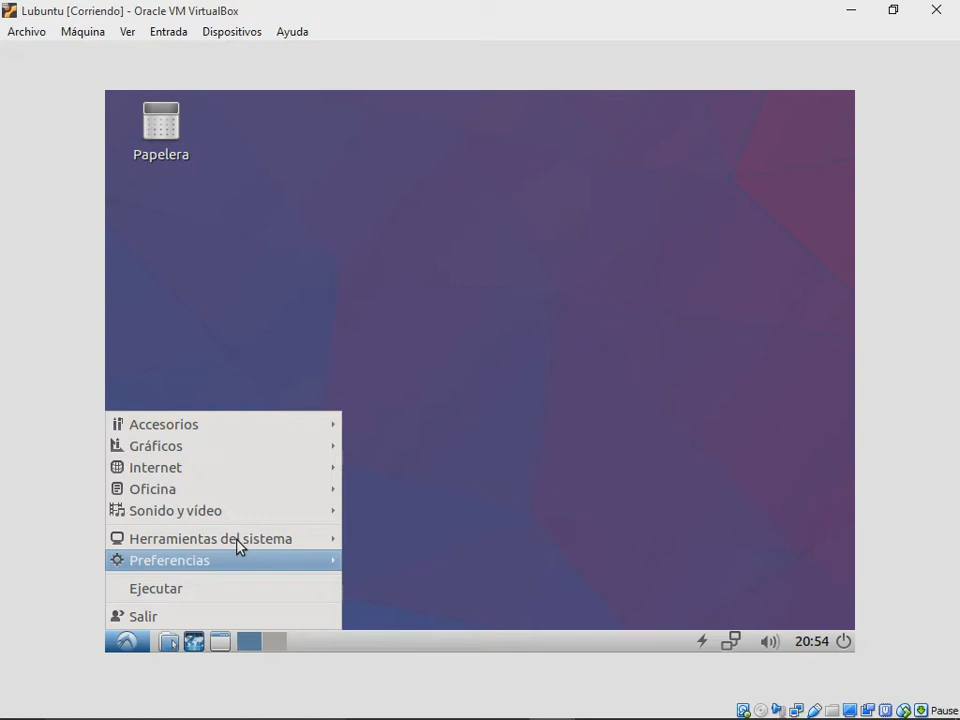 Lubuntu [Corriendo] - Oracle VM VirtualBox
Archivo Máquina Ver Entrada Dispositivos Ayuda
Papelera
Accesorios
Gráficos
Internet
Oficina
Sonido y vídeo
Herramientas del sistema
Preferencias
Ejecutar
Salir
20:54
Pause